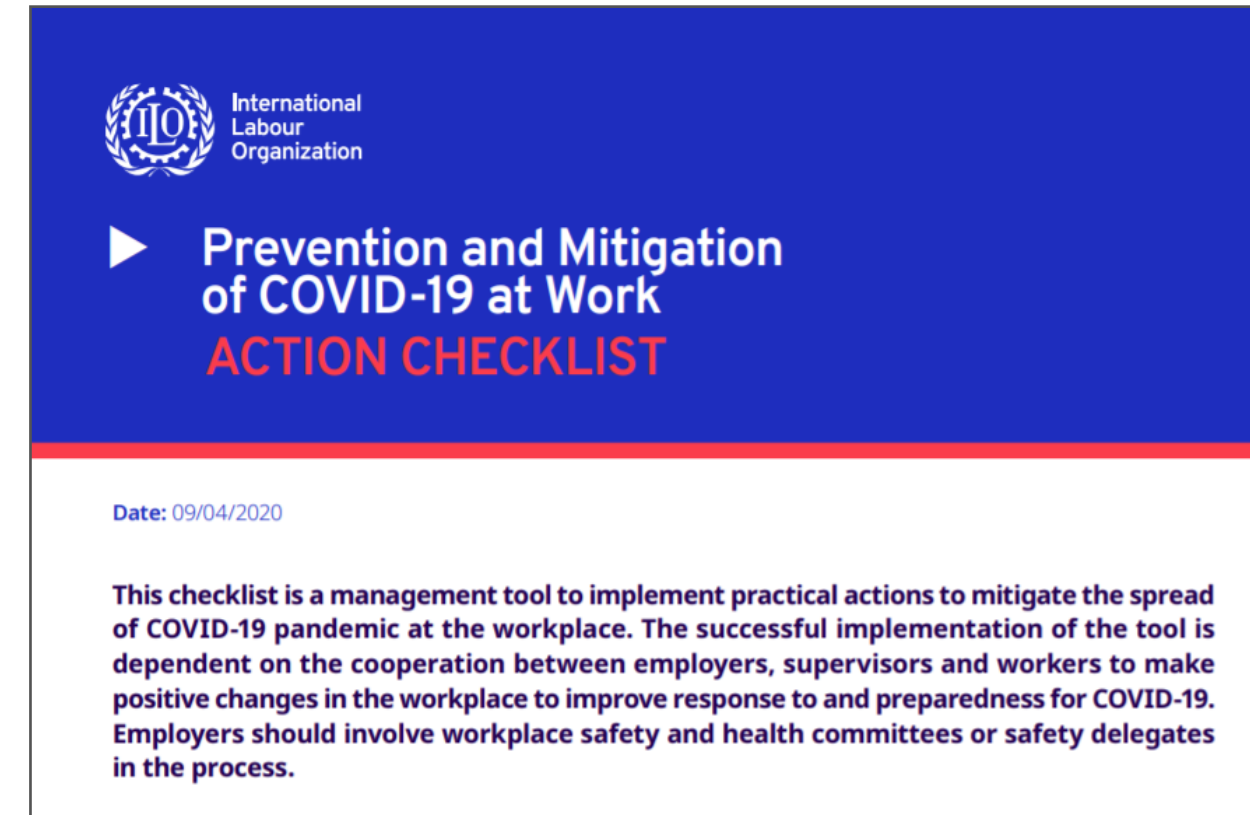 ILO
International
Labour
Organization
Prevention and Mitigation
of COVID-19 at Work
ACTION CHECKLIST
Date: 09/04/2020
This checklist is a management tool to implement practical actions to mitigate the spread
of COVID-19 pandemic at the workplace. The successful implementation of the tool is
dependent on the cooperation between employers, supervisors and workers to make
positive changes in the workplace to improve response to and preparedness for COVID-19.
Employers should involve workplace safety and health committees or safety delegates
in the process.